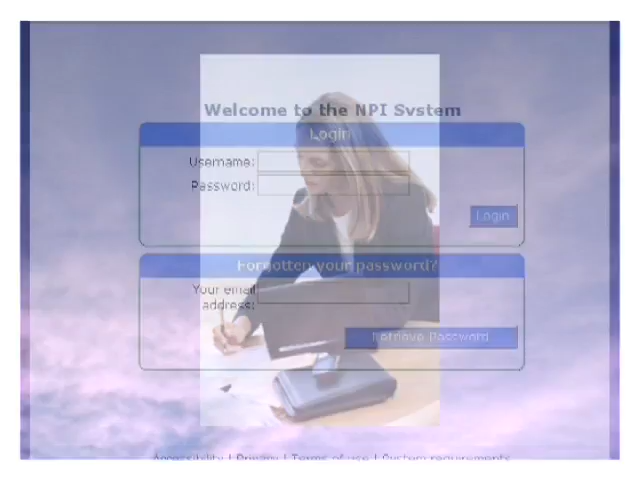 Welcome to the NPI System
Login
Username:
Password:
Login
Forgotten your password?
Your email
address:
Retrieve Password
Accessibility | Privacy | Terms of use | System requirements